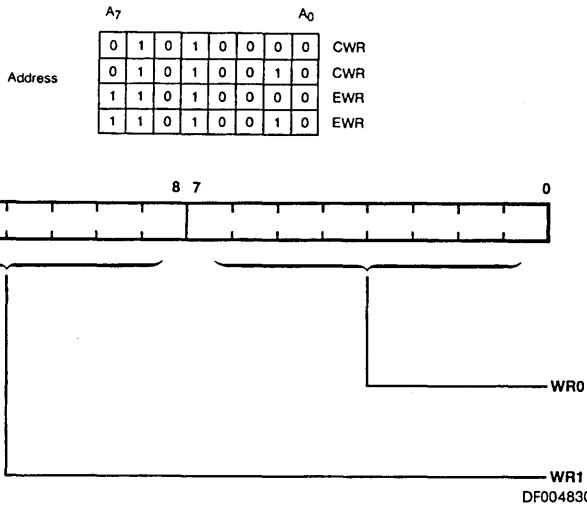 A7 A0
0 1 0 1 0 0 0 0 CWR
Address
0 1 0 1 0 0 1 0 CWR
1 1 0 1 0 0 0 0 EWR
1 1 0 1 0 0 1 0 EWR
8 7 0
WR0
WR1
DF004830